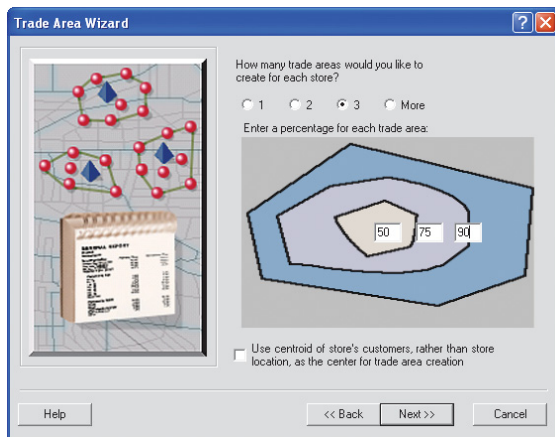 Trade Area Wizard
How many trade areas would you like to
create for each store?
1 2 3 More
Enter a percentage for each trade area:
50 75 90
Use centroid of store's customers, rather than store
location, as the center for trade area creation
Help << Back Next >> Cancel